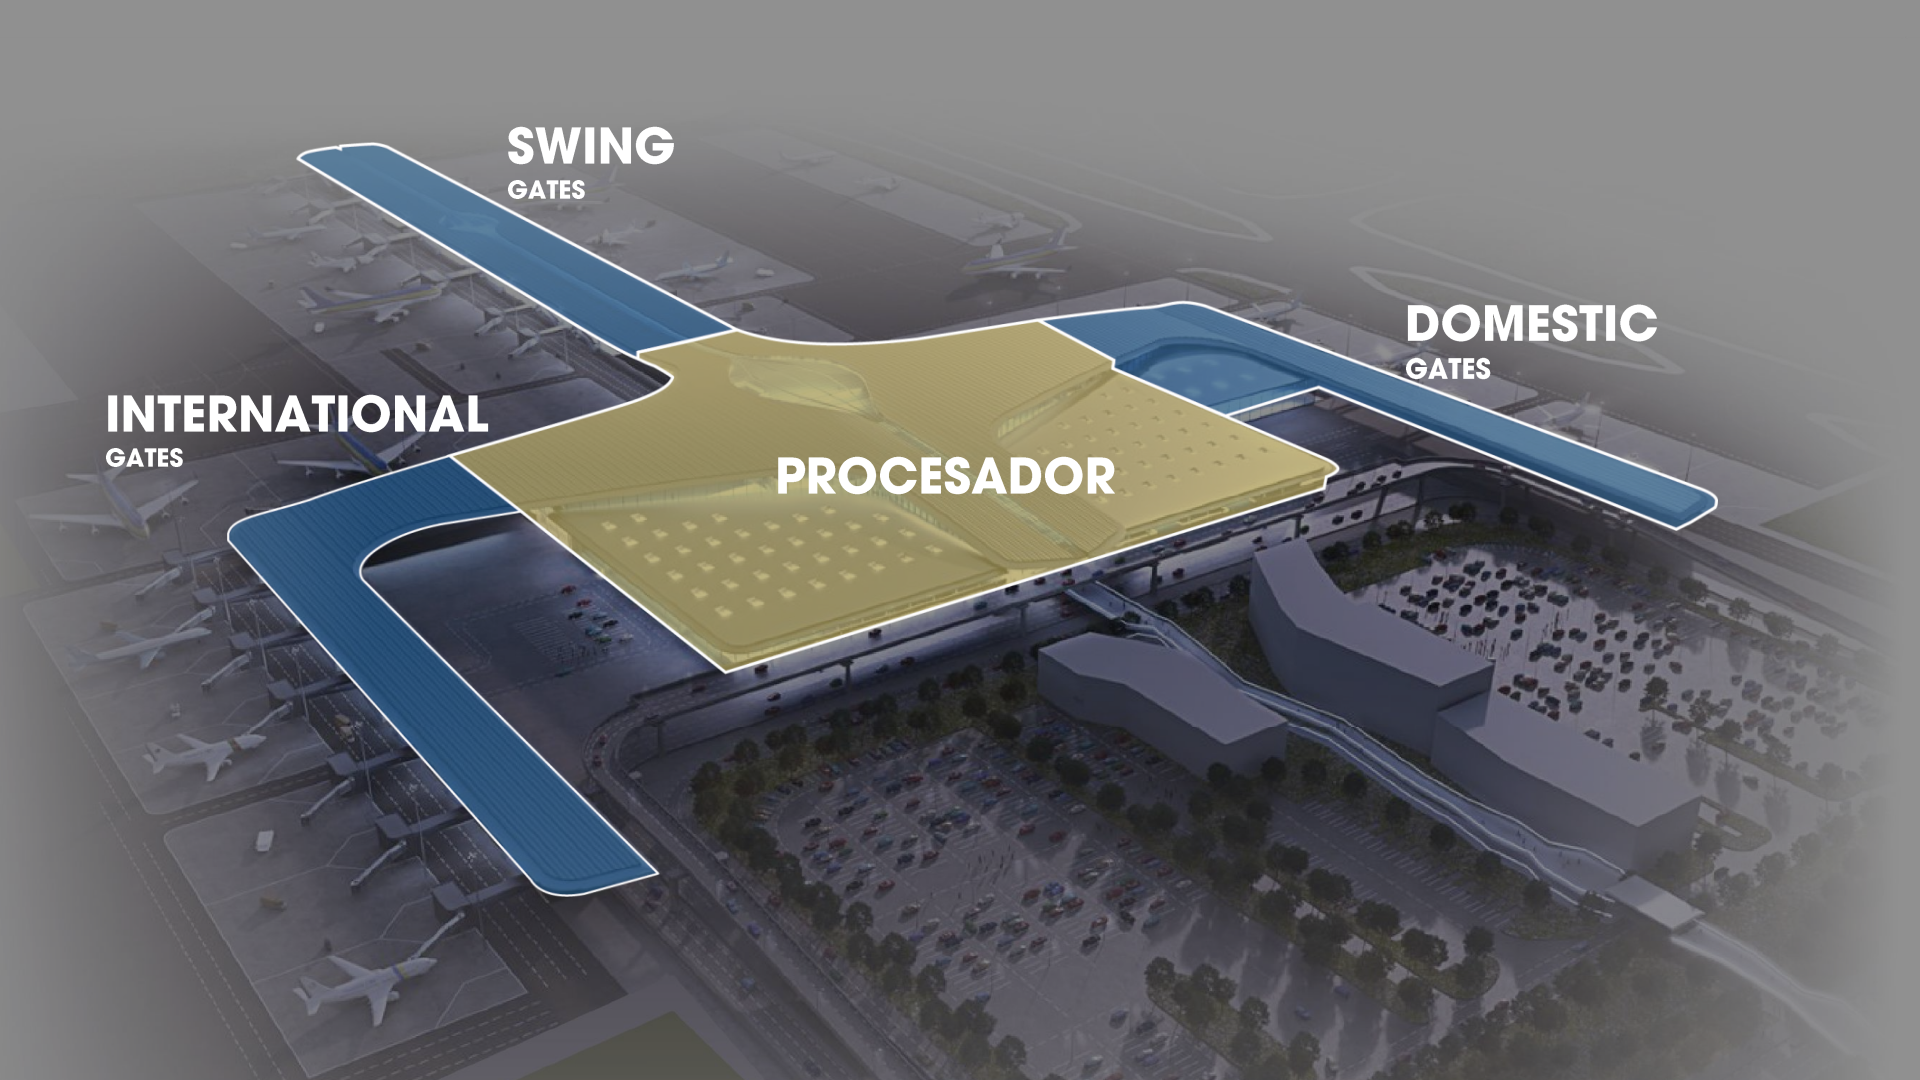 SWING
GATES
DOMESTIC
GATES
INTERNATIONAL
GATES
PROCESADOR